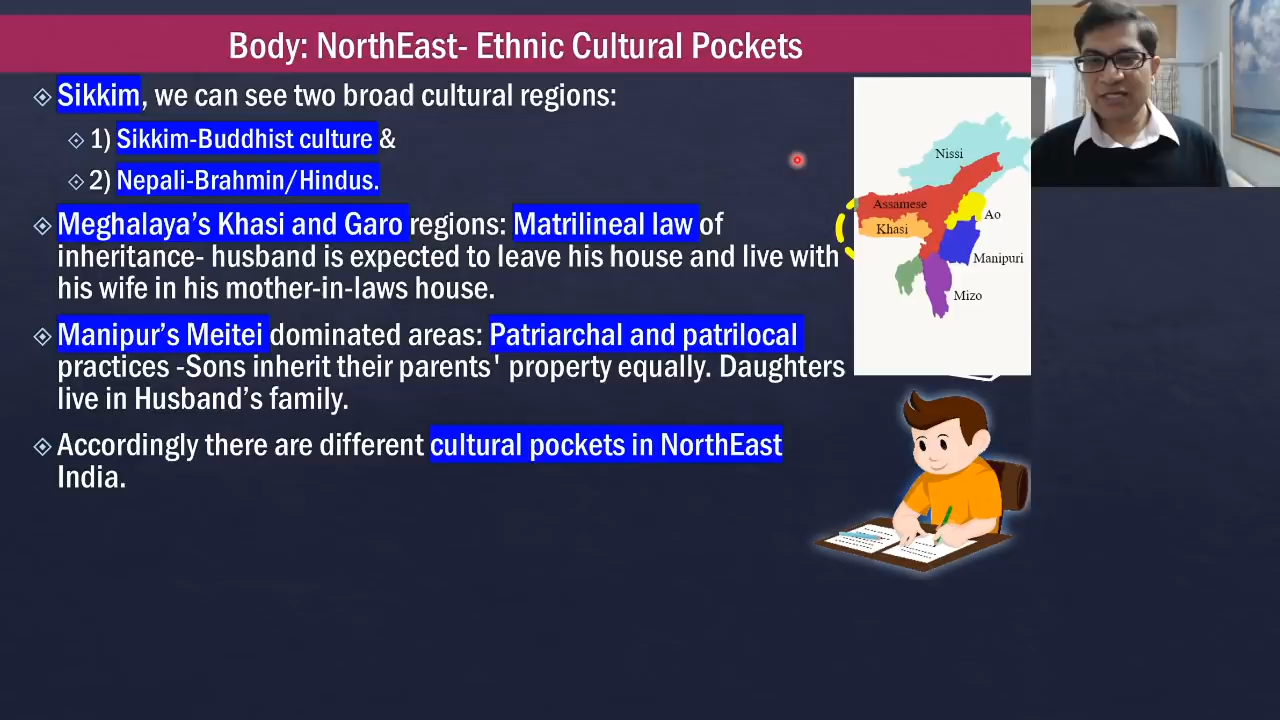 Body: NorthEast- Ethnic Cultural Pockets
Sikkim, we can see two broad cultural regions:
1) Sikkim-Buddhist culture &
2) Nepali-Brahmin/Hindus.
Meghalaya's Khasi and Garo regions: Matrilineal law of
inheritance- husband is expected to leave his house and live with
his wife in his mother-in-laws house.
Manipur's Meitei dominated areas: Patriarchal and patrilocal
practices -Sons inherit their parents' property equally. Daughters
live in Husband's family.
Accordingly there are different cultural pockets in NorthEast
India.
Nissi
Assamese
Ao
Khasi
Manipuri
Mizo